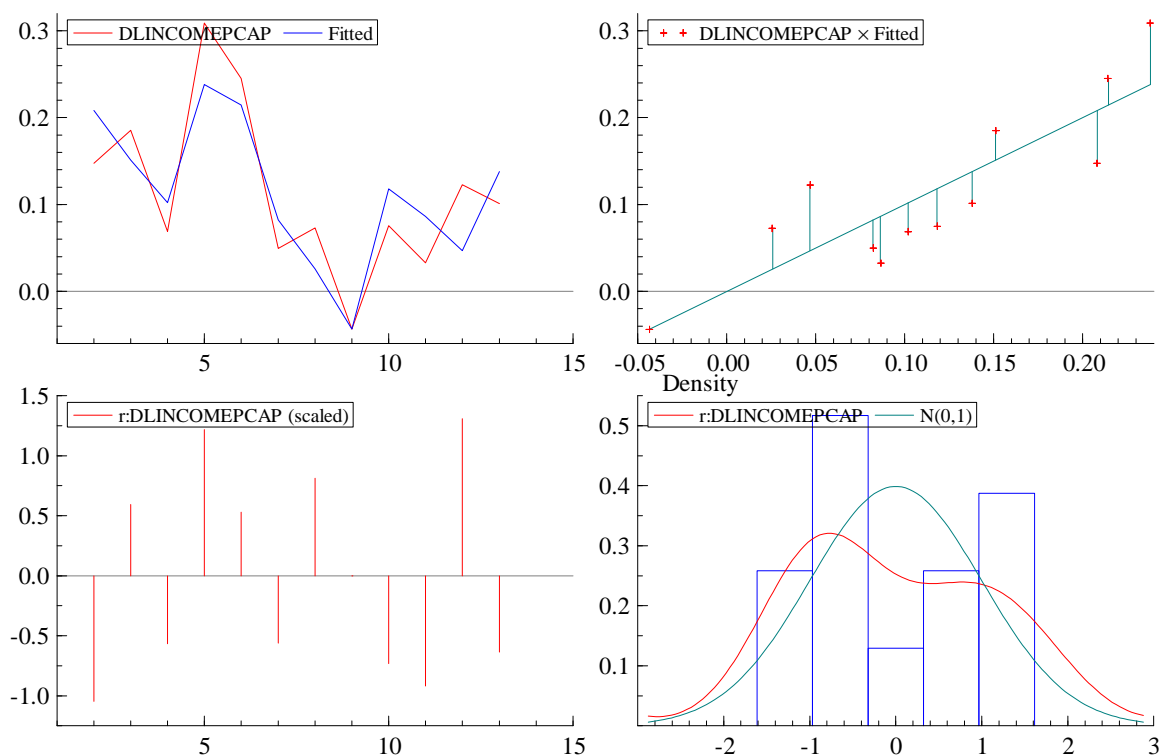 DLINCOMEPCAP Fitted
0.3
0.2
0.1
0.0
5 10 15
DLINCOMEPCAP × Fitted
0.3
0.2
0.1
0.0
-0.05 0.00 0.05 0.10 0.15 0.20
r:DLINCOMEPCAP (scaled)
1.5
1.0
0.5
0.0
-0.5
-1.0
5 10 15
Density
r:DLINCOMEPCAP N(0,1)
0.5
0.4
0.3
0.2
0.1
-2 -1 0 1 2 3